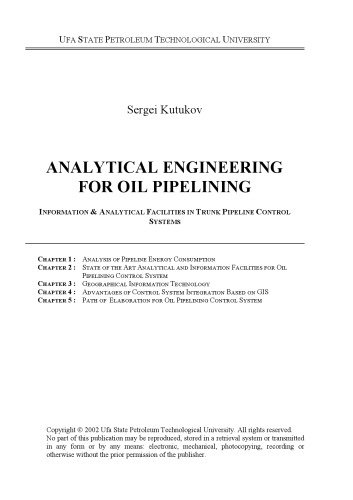 UFA STATE PETROLEUM TECHNOLOGICAL UNIVERSITY
Sergei Kutukov
ANALYTICAL ENGINEERING
FOR OIL PIPELINING
INFORMATION & ANALYTICAL FACILITIES IN TRUNK PIPELINE CONTROL
SYSTEMS
CHAPTER 1 : ANALYSIS OF PIPELINE ENERGY CONSUMPTION
CHAPTER 2 : STATE OF THE ART ANALYTICAL AND INFORMATION FACILITIES FOR OIL
PIPELINING CONTROL SYSTEM
CHAPTER 3 : GEOGRAPHICAL INFORMATION TECHNOLOGY
CHAPTER 4 : ADVANTAGES OF CONTROL SYSTEM INTEGRATION BASED ON GIS
CHAPTER 5 : PATH OF ELABORATION FOR OIL PIPELINING CONTROL SYSTEM
Copyright © 2002 Ufa State Petroleum Technological University. All rights reserved.
No part of this publication may be reproduced, stored in a retrieval system or transmitted
in any form or by any means: electronic, mechanical, photocopying, recording or
otherwise without the prior permission of the publisher.